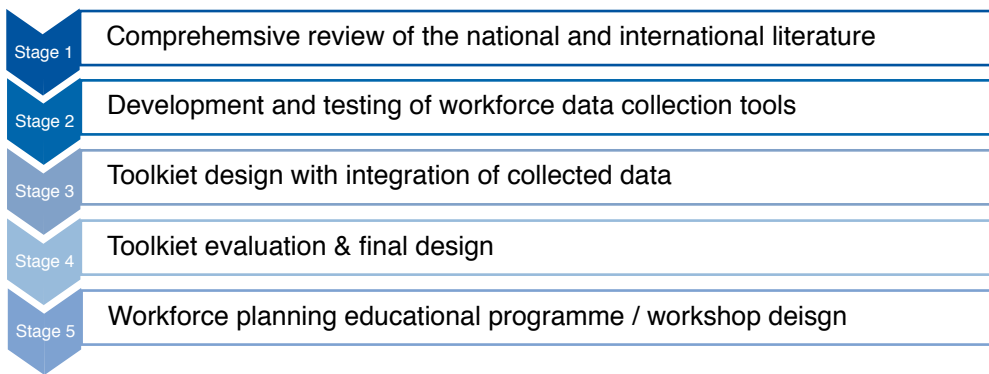 Stage 1
Comprehemsive review of the national and international literature
Stage 2
Development and testing of workforce data collection tools
Stage 3
Toolkiet design with integration of collected data
Stage 4
Toolkiet evaluation & final design
Stage 5
Workforce planning educational programme / workshop deisgn